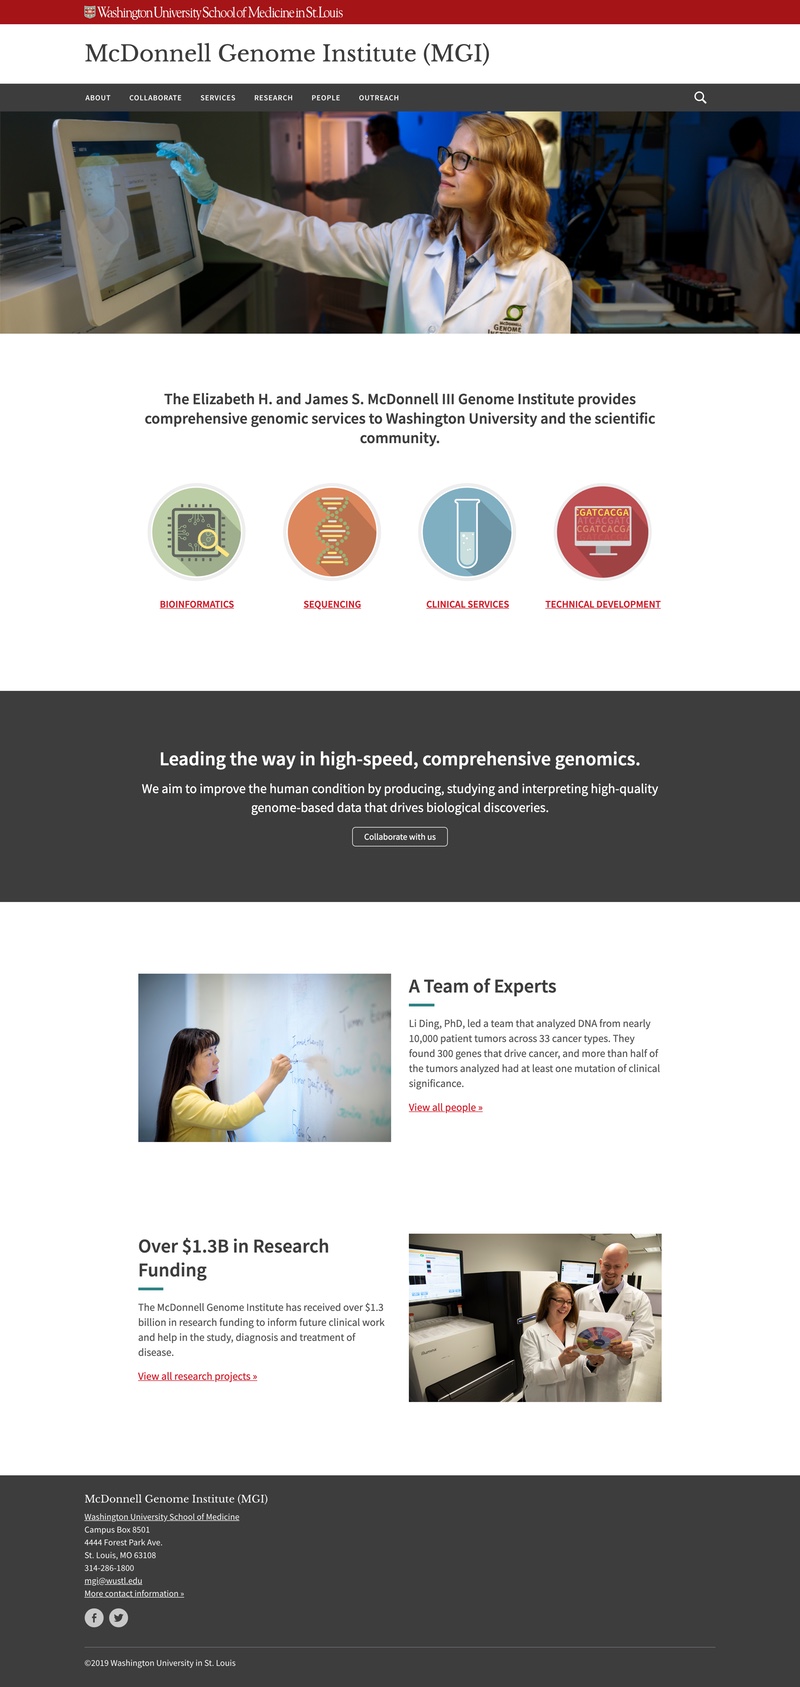 Washington University School of Medicine in St. Louis
McDonnell Genome Institute (MGI)
ABOUT COLLABORATE SERVICES RESEARCH PEOPLE OUTREACH
MCDONNELL
GENOME
The Elizabeth H. and James S. McDonnell III Genome Institute provides
comprehensive genomic services to Washington University and the scientific
community.
CGATCACGA
ATCACGATC
CGATCACGA
BIOINFORMATICS SEQUENCING CLINICAL SERVICES TECHNICAL DEVELOPMENT
Leading the way in high-speed, comprehensive genomics.
We aim to improve the human condition by producing, studying and interpreting high-quality
genome-based data that drives biological discoveries.
Collaborate with us
A Team of Experts
Li Ding, PhD, led a team that analyzed DNA from nearly
10,000 patient tumors across 33 cancer types. They
found 300 genes that drive cancer, and more than half of
the tumors analyzed had at least one mutation of clinical
significance.
View all people »
Over $1.3B in Research
Funding
The McDonnell Genome Institute has received over $1.3
billion in research funding to inform future clinical work
and help in the study, diagnosis and treatment of
disease.
View all research projects »
McDonnell Genome Institute (MGI)
Washington University School of Medicine
Campus Box 8501
4444 Forest Park Ave.
St. Louis, MO 63108
314-286-1800
mgi@wustl.edu
More contact information »
©2019 Washington University in St. Louis